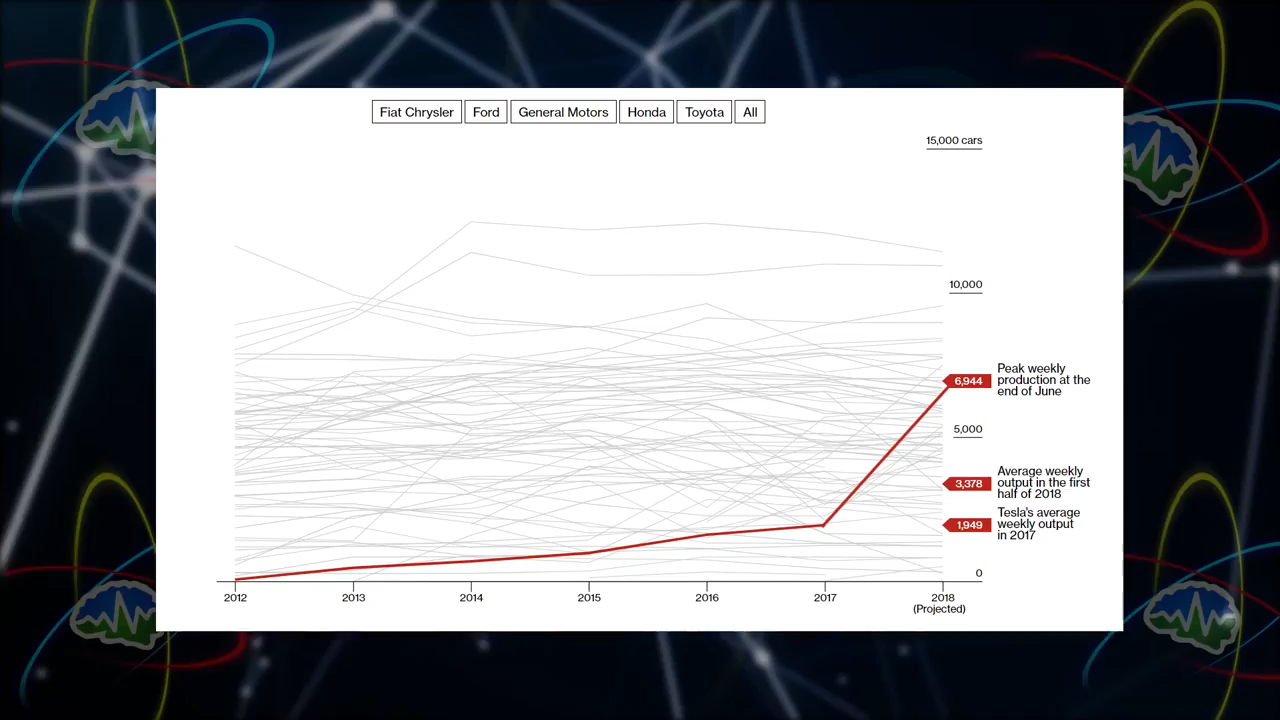 Fiat Chrysler Ford General Motors Honda Toyota All
15,000 cars
10,000
Peak weekly
production at the
end of June
6,944
5,000
Average weekly
output in the first
half of 2018
3,378
Tesla's average
weekly output
in 2017
1,949
0
2012 2013 2014 2015 2016 2017 2018
(Projected)